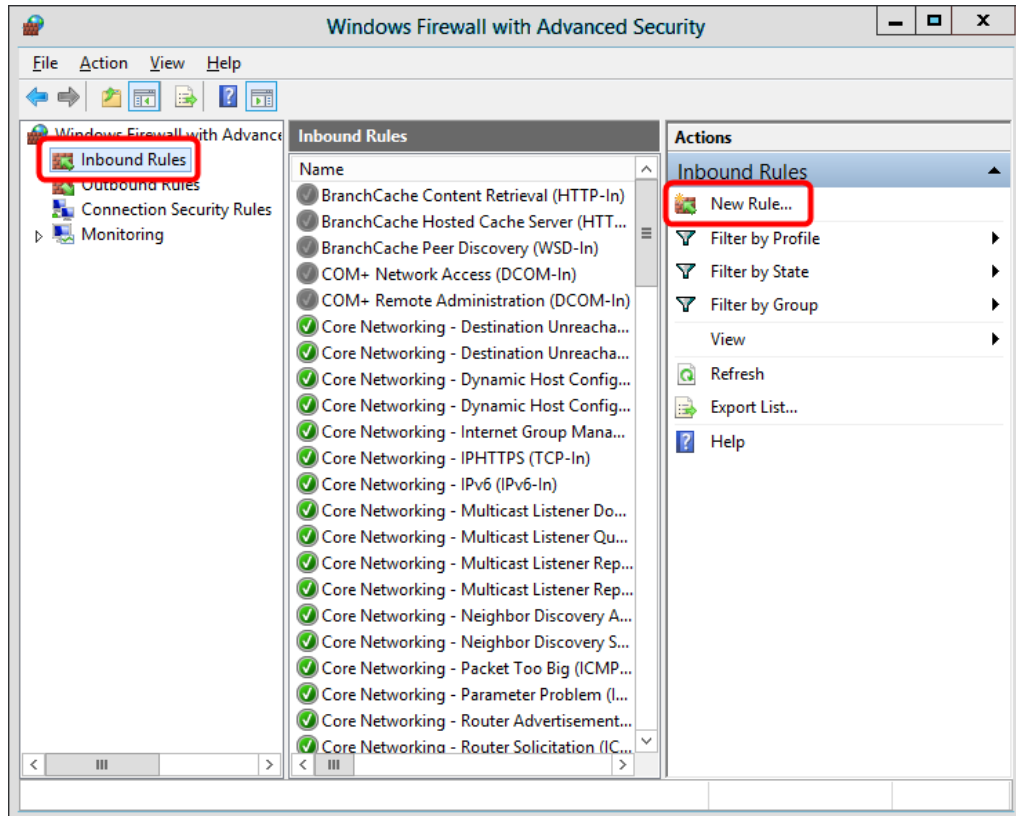 Windows Firewall with Advanced Security
File Action View Help
Windows Firewall with Advance
Inbound Rules
Outbound Rules
Connection Security Rules
Monitoring
Inbound Rules
Name
BranchCache Content Retrieval (HTTP-In)
BranchCache Hosted Cache Server (HTT...
BranchCache Peer Discovery (WSD-In)
COM+ Network Access (DCOM-In)
COM+ Remote Administration (DCOM-In)
Core Networking - Destination Unreacha...
Core Networking - Destination Unreacha...
Core Networking - Dynamic Host Config...
Core Networking - Dynamic Host Config...
Core Networking - Internet Group Mana...
Core Networking - IPHTTPS (TCP-In)
Core Networking - IPv6 (IPv6-In)
Core Networking - Multicast Listener Do...
Core Networking - Multicast Listener Qu...
Core Networking - Multicast Listener Rep...
Core Networking - Multicast Listener Rep...
Core Networking - Neighbor Discovery A...
Core Networking - Neighbor Discovery S...
Core Networking - Packet Too Big (ICMP...
Core Networking - Parameter Problem (I...
Core Networking - Router Advertisement...
Core Networking - Router Solicitation (IC...
Actions
Inbound Rules
New Rule...
Filter by Profile
Filter by State
Filter by Group
View
Refresh
Export List...
Help